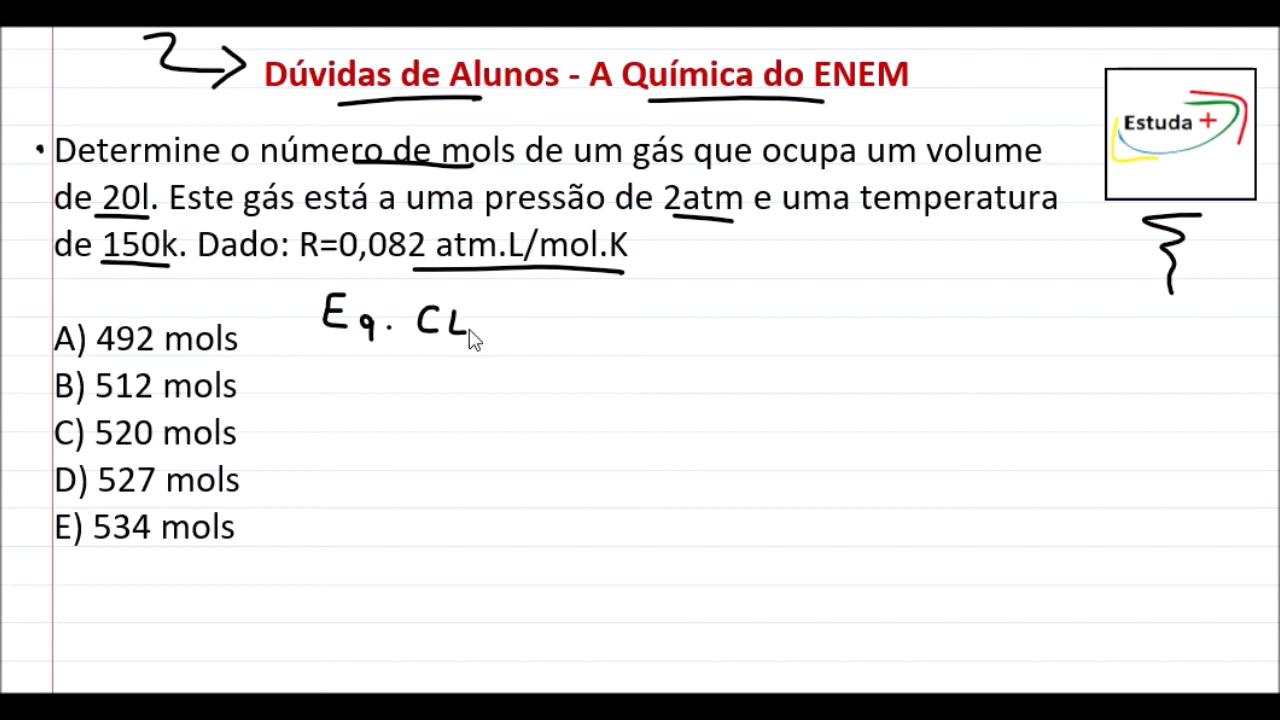 Dúvidas de Alunos - A Química do ENEM
Estuda +
Determine o número de mols de um gás que ocupa um volume
de 20l. Este gás está a uma pressão de 2atm e uma temperatura
de 150k. Dado: R=0,082 atm.L/mol.K
Eq. CL
A) 492 mols
B) 512 mols
C) 520 mols
D) 527 mols
E) 534 mols